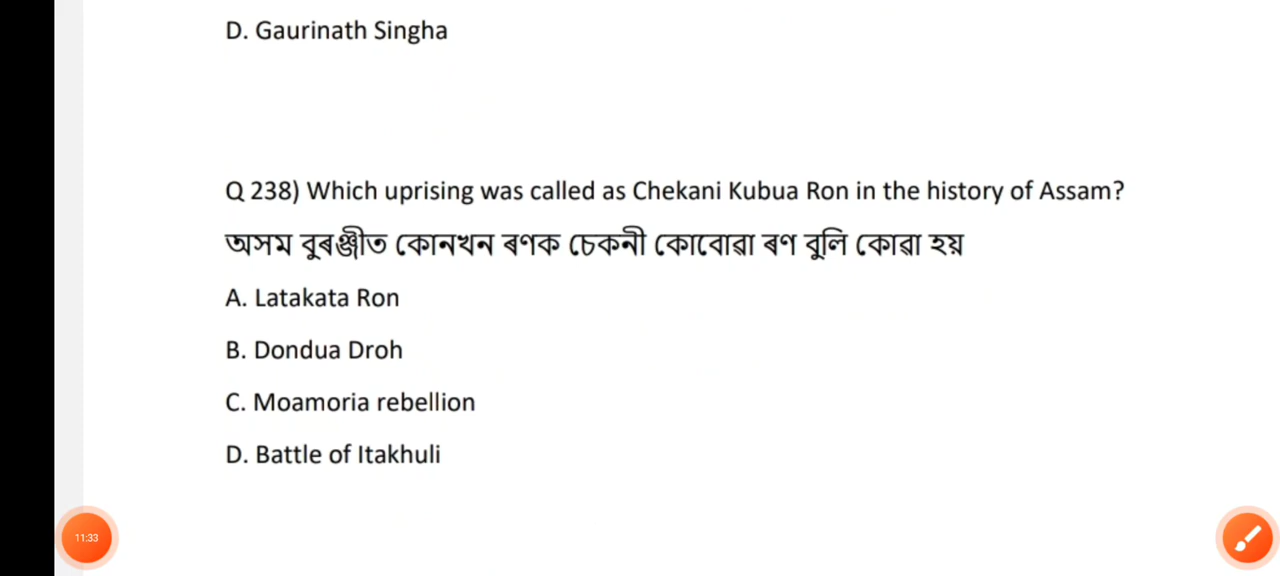 D. Gaurinath Singha
Q 238) Which uprising was called as Chekani Kubua Ron in the history of Assam?
অসম বুৰঞ্জীত কোনখন ৰণক চেকনী কোবোৱা ৰণ বুলি কোৱা হয়
A. Latakata Ron
B. Dondua Droh
C. Moamoria rebellion
D. Battle of Itakhuli
11:33